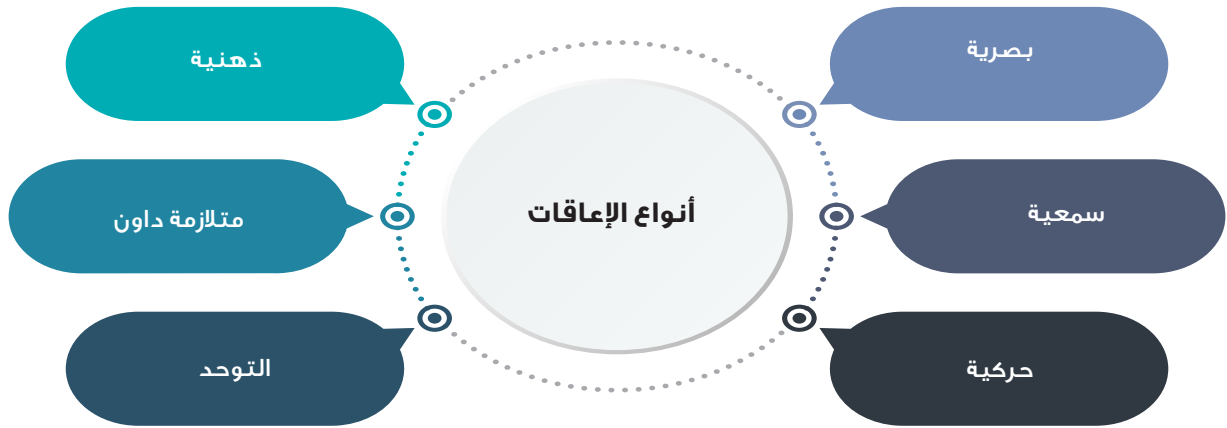 أنواع الإعاقات
بصرية
سمعية
حركية
ذهنية
متلازمة داون
التوحد